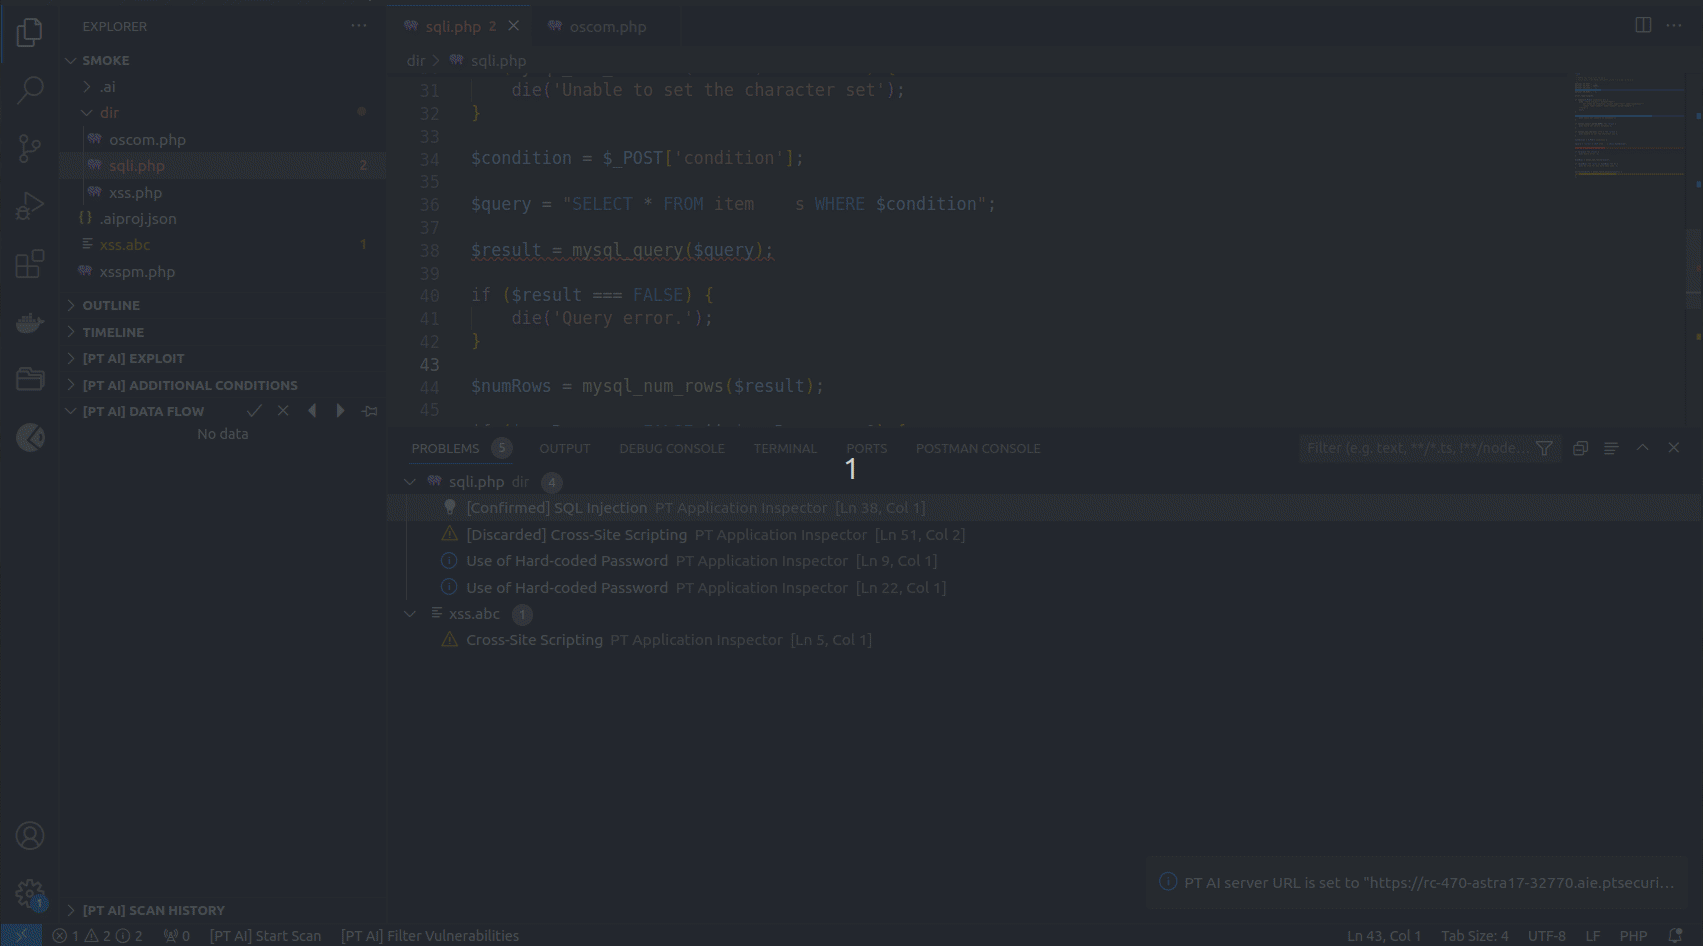 EXPLORER
SMOKE
.ai
dir
oscom.php
sqli.php 2
xss.php
{} .aiproj.json
xss.abc 1
xsspm.php
OUTLINE
TIMELINE
[PT AI] EXPLOIT
[PT AI] ADDITIONAL CONDITIONS
[PT AI] DATA FLOW
No data
[PT AI] SCAN HISTORY
sqli.php 2
oscom.php
dir > sqli.php
31 die('Unable to set the character set');
32 }
33
34 $condition = $_POST['condition'];
35
36 $query = "SELECT * FROM item    s WHERE $condition";
37
38 $result = mysql_query($query);
39
40 if ($result === FALSE) {
41 die('Query error.');
42 }
43
44 $numRows = mysql_num_rows($result);
45
PROBLEMS 5 OUTPUT DEBUG CONSOLE TERMINAL PORTS POSTMAN CONSOLE
Filter (e.g. text, **/*.ts, !**/node...
1
sqli.php dir 4
[Confirmed] SQL Injection PT Application Inspector [Ln 38, Col 1]
[Discarded] Cross-Site Scripting PT Application Inspector [Ln 51, Col 2]
Use of Hard-coded Password PT Application Inspector [Ln 9, Col 1]
Use of Hard-coded Password PT Application Inspector [Ln 22, Col 1]
xss.abc 1
Cross-Site Scripting PT Application Inspector [Ln 5, Col 1]
PT AI server URL is set to "https://rc-470-astra17-32770.aie.ptsecuri...
1
1 2 2 0 [PT AI] Start Scan [PT AI] Filter Vulnerabilities
Ln 43, Col 1 Tab Size: 4 UTF-8 LF PHP